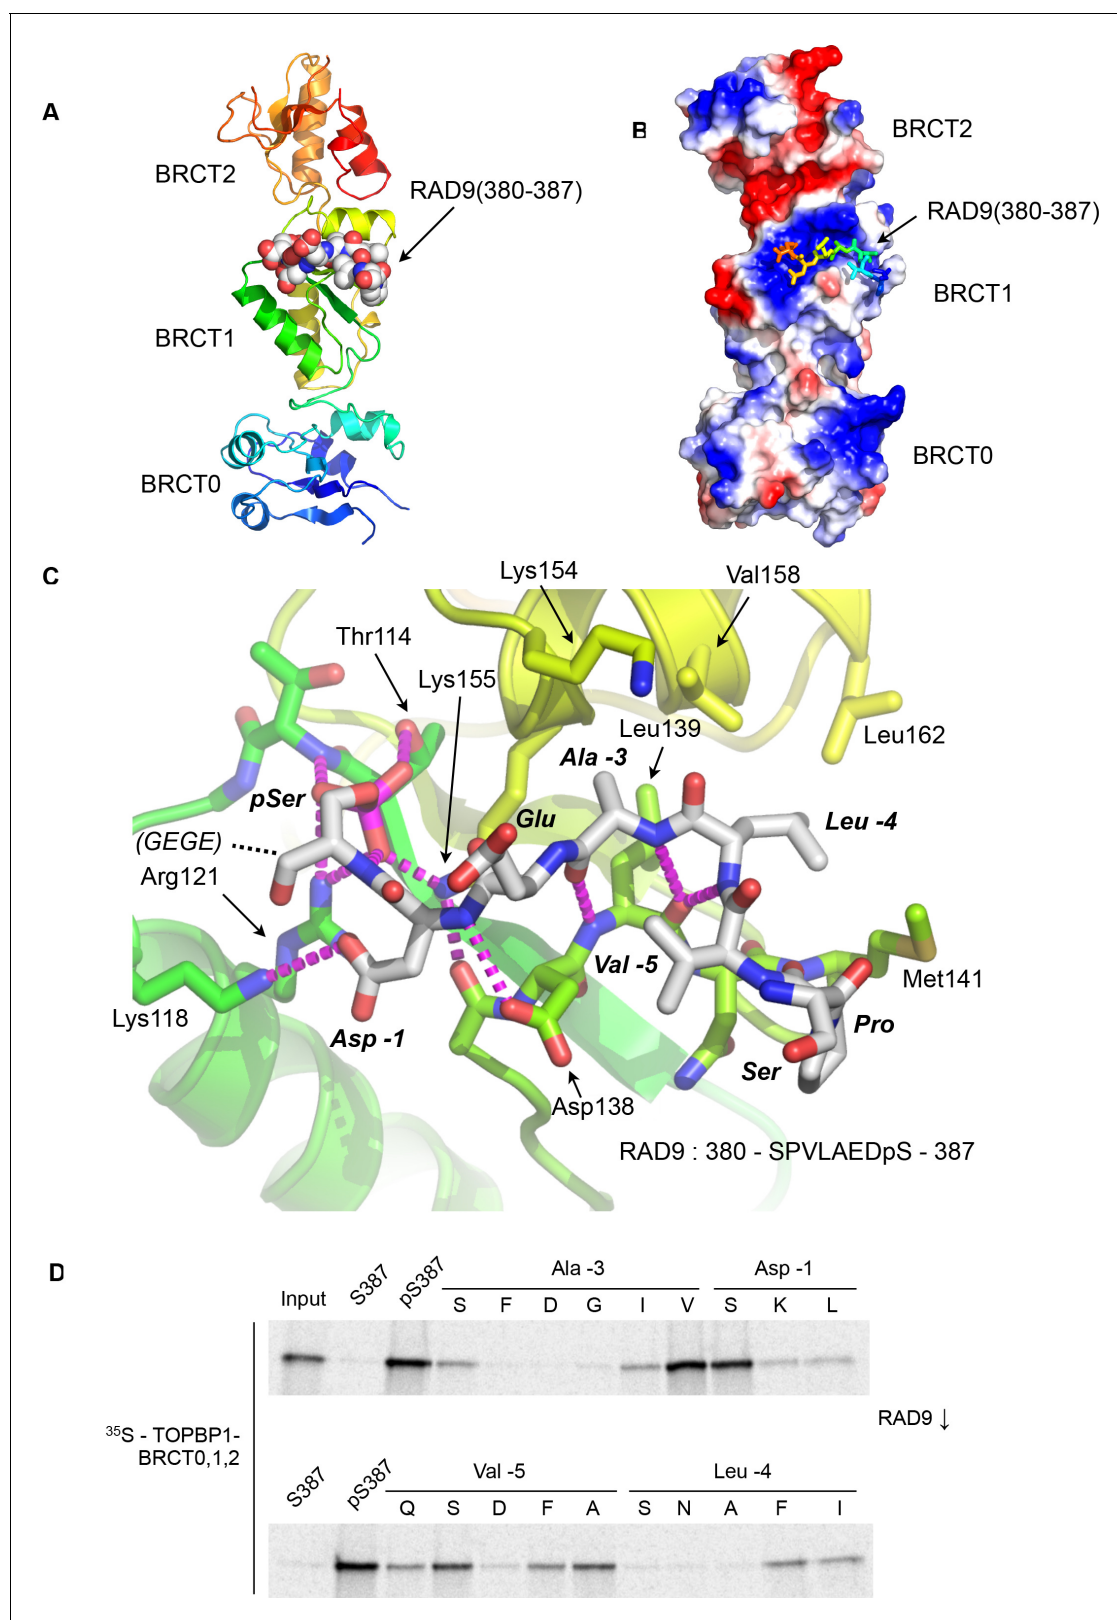 A
BRCT2
RAD9(380-387)
BRCT1
BRCT0
B
BRCT2
RAD9(380-387)
BRCT1
BRCT0
C
Lys154
Val158
Thr114
Lys155
Leu139
Leu162
Ala -3
pSer
Glu
Leu -4
(GEGE)
Arg121
Val -5
Met141
Lys118
Asp -1
Pro
Ser
Asp138
RAD9 : 380 - SPVLAEDpS - 387
D
Input S387 pS387 Ala -3 Asp -1
S F D G I V S K L
35S - TOPBP1-
BRCT0,1,2
RAD9 ↓
S387 pS387 Val -5 Leu -4
Q S D F A S N A F I